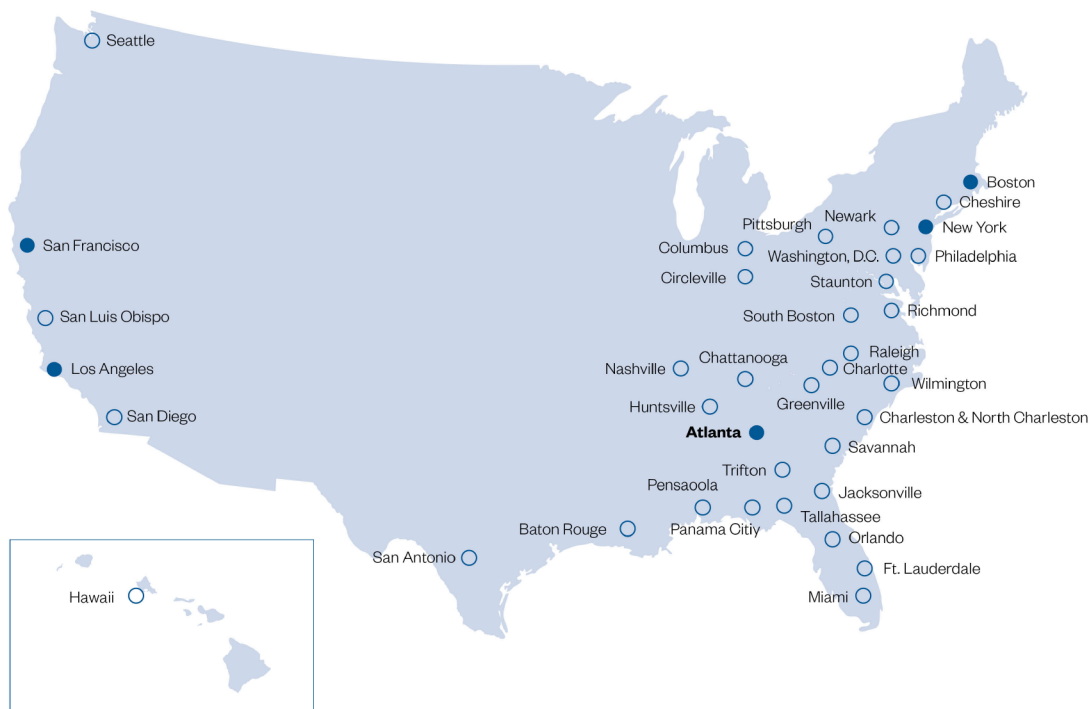 Seattle
Boston
Cheshire
Newark
Pittsburgh
New York
San Francisco
Columbus
Washington, D.C.
Philadelphia
Circleville
Staunton
Richmond
San Luis Obispo
South Boston
Raleigh
Chattanooga
Nashville
Charlotte
Los Angeles
Wilmington
Greenville
Huntsville
San Diego
Charleston & North Charleston
Atlanta
Savannah
Trifton
Pensaoola
Jacksonville
Tallahassee
Baton Rouge
Panama Citiy
Orlando
San Antonio
Ft. Lauderdale
Hawaii
Miami